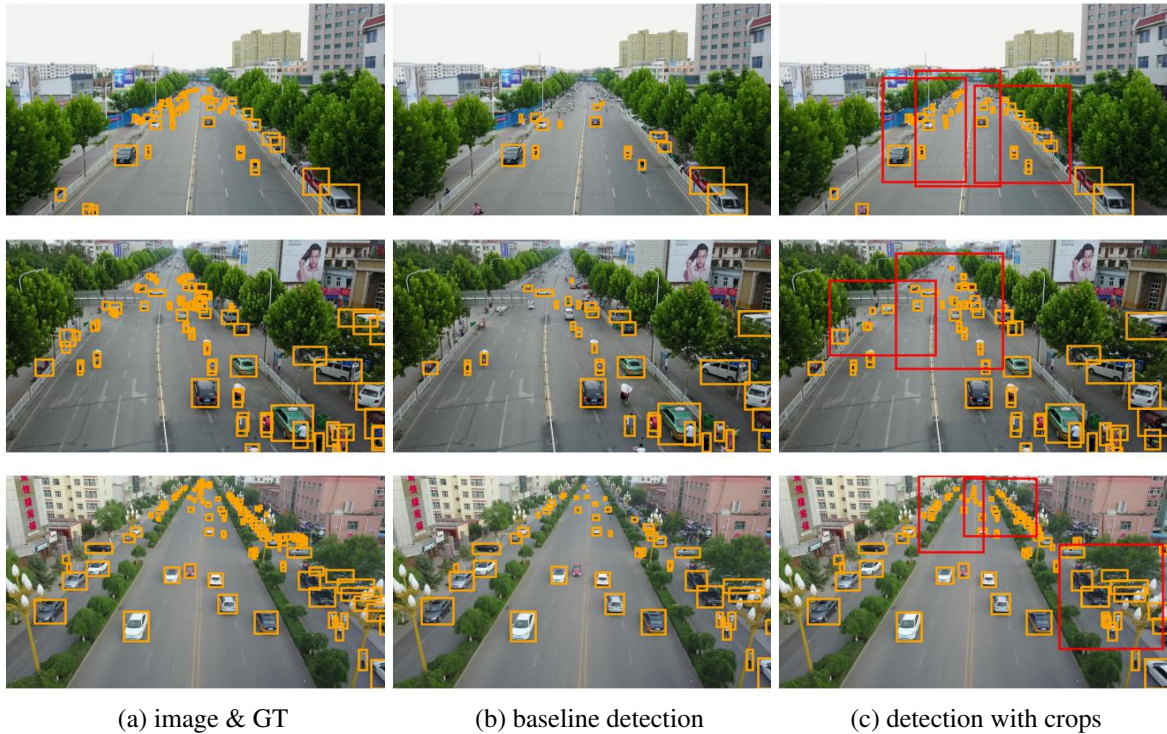 (a) image & GT
(b) baseline detection
(c) detection with crops